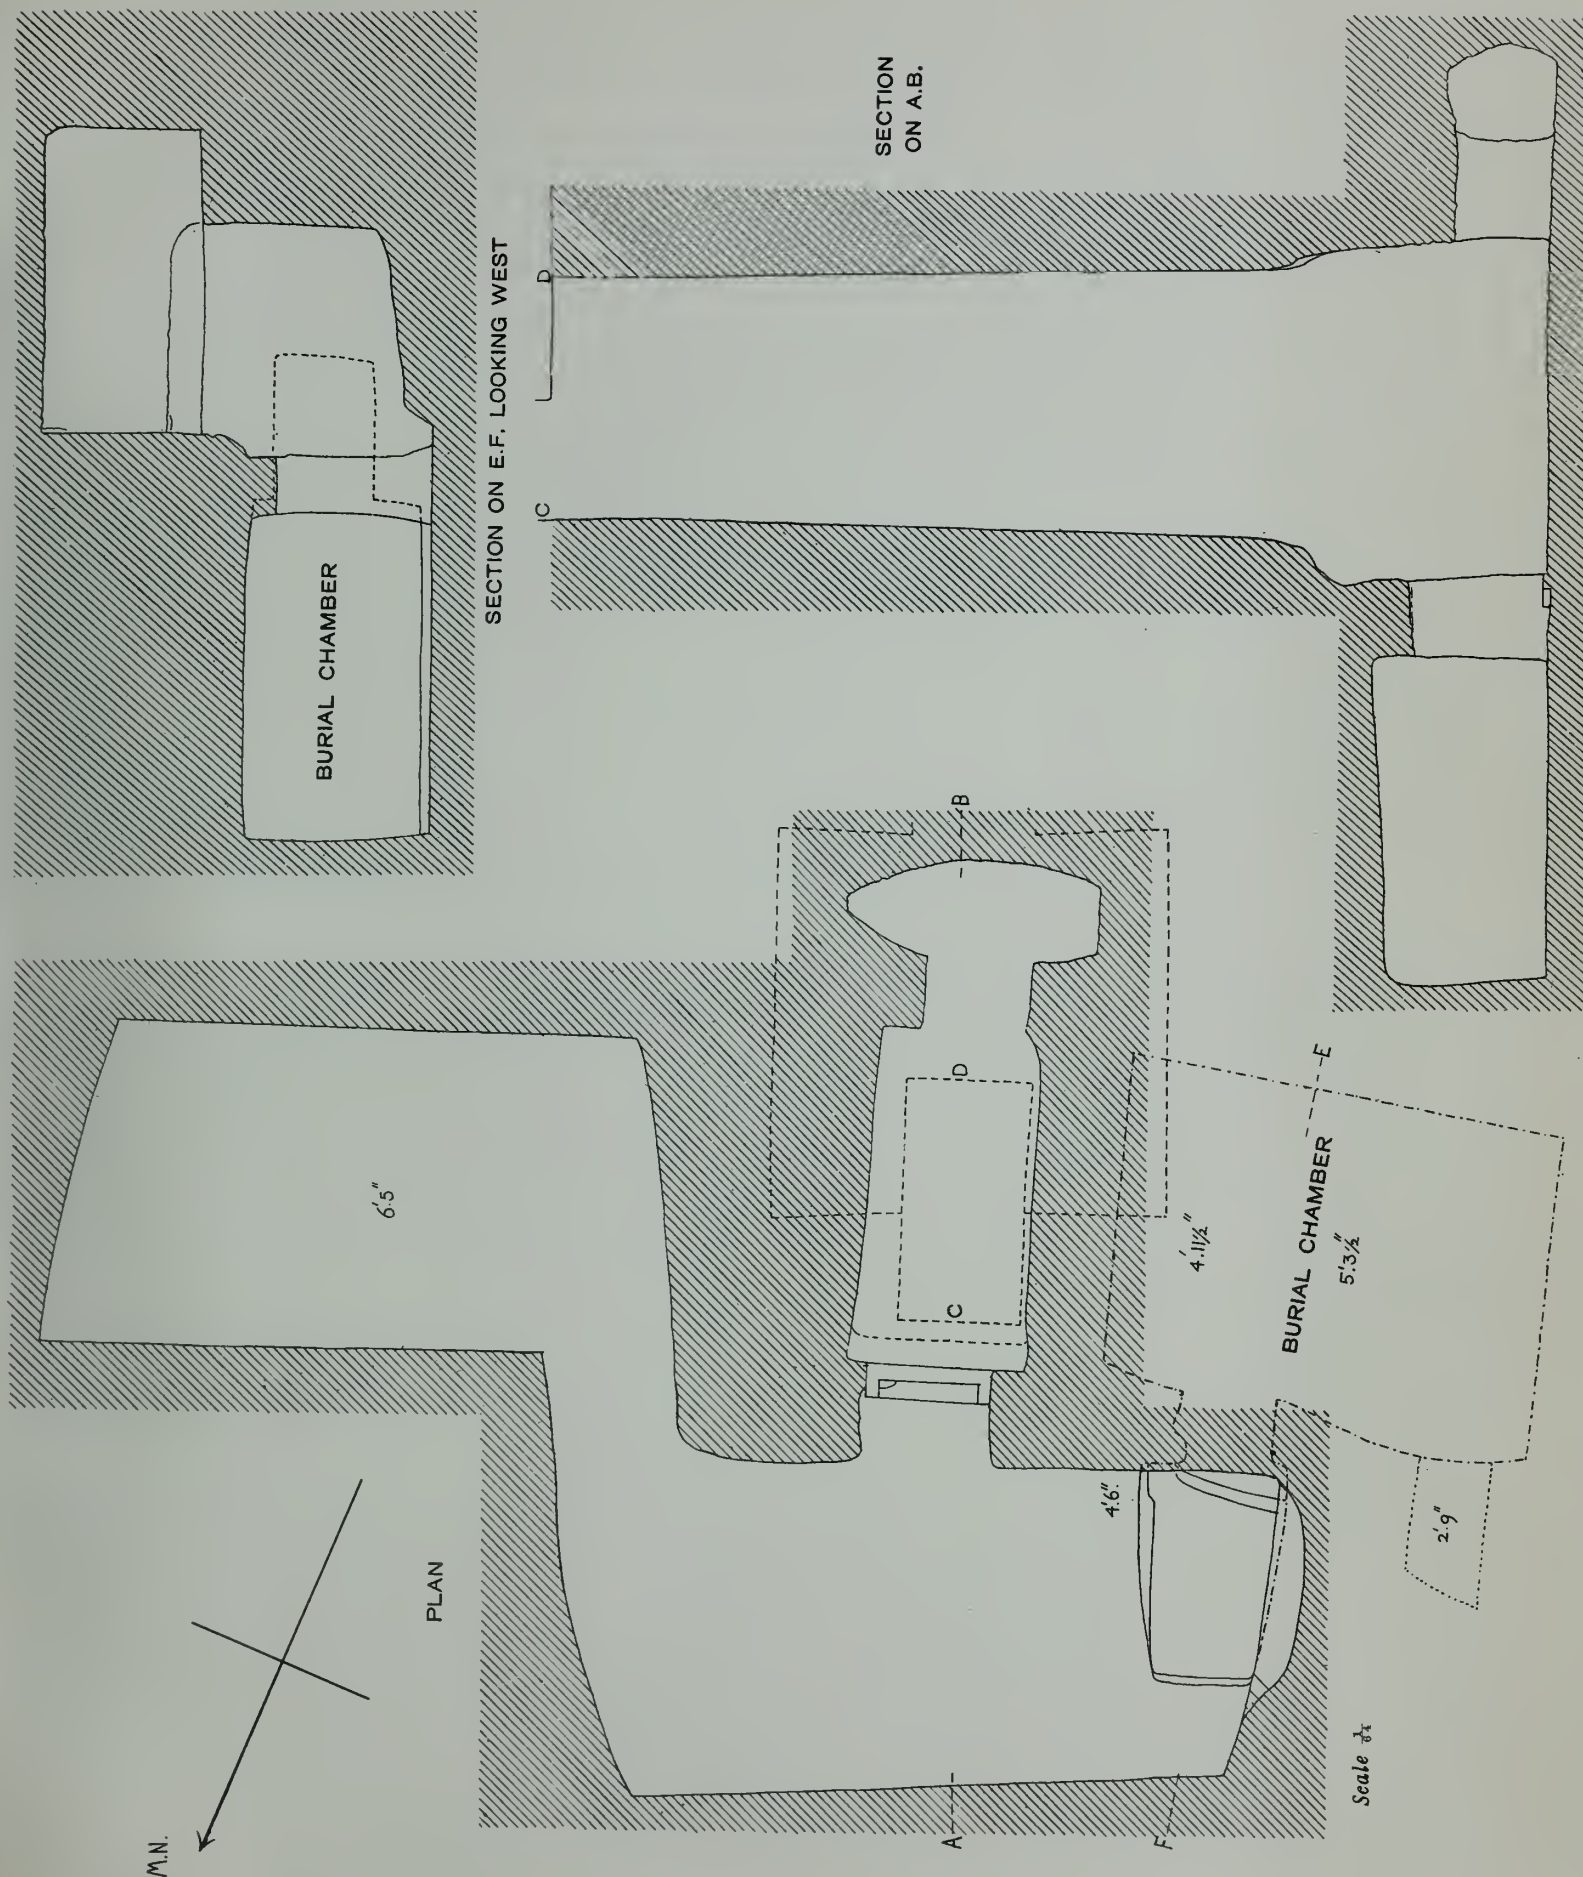 BURIAL CHAMBER
SECTION ON E.F. LOOKING WEST
SECTION
ON A.B.
C
D
PLAN
M.N.
6'.5"
B
D
C
4'.11½"
BURIAL CHAMBER
5'.3½"
E
4'.6"
2'.9"
A
F
Scale